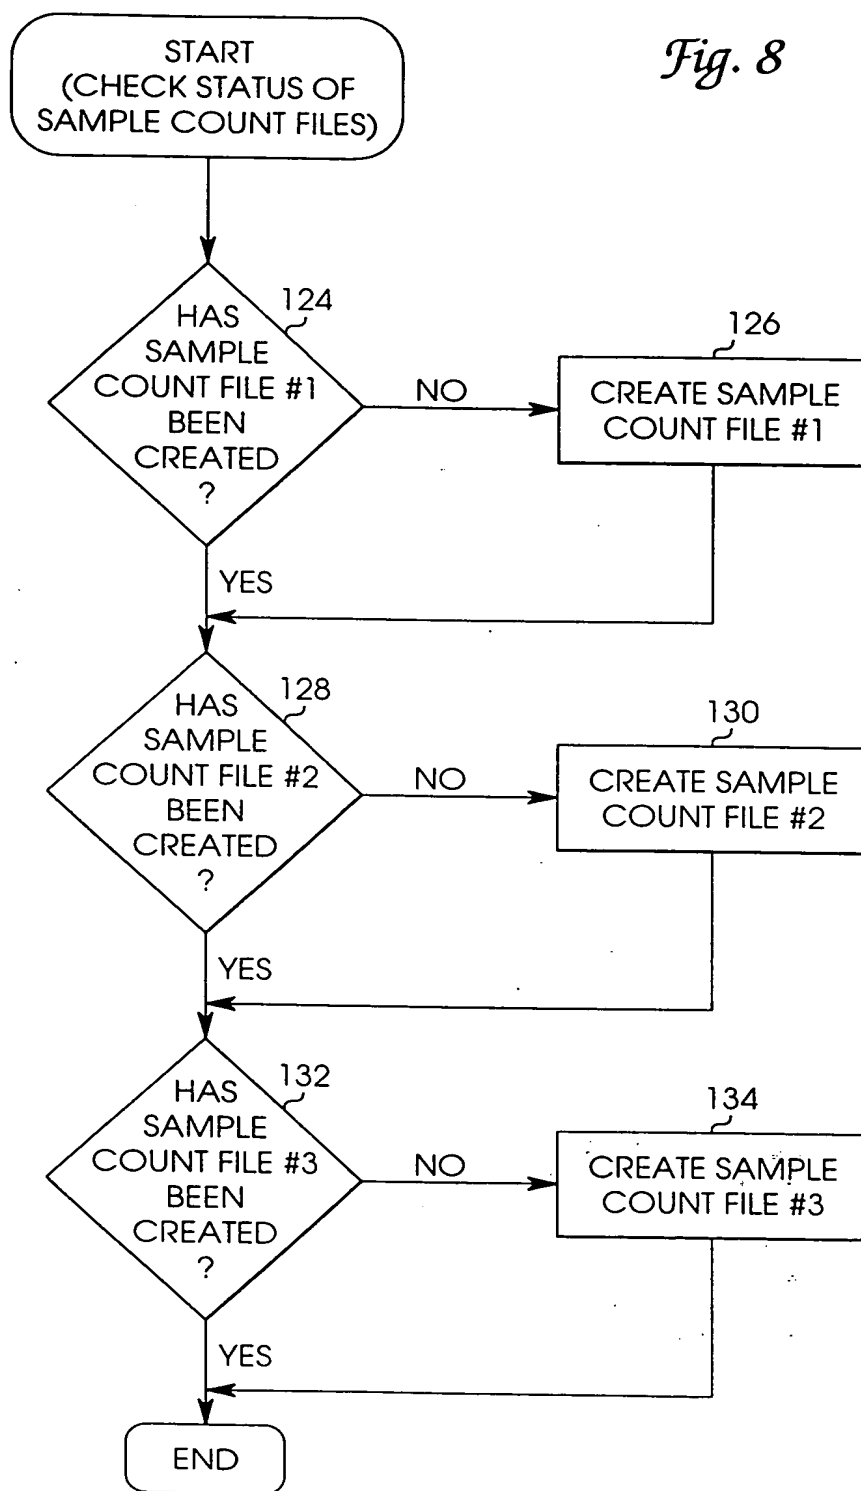 Fig. 8
START
(CHECK STATUS OF
SAMPLE COUNT FILES)
124
HAS
SAMPLE
COUNT FILE #1
BEEN
CREATED
?
NO
126
CREATE SAMPLE
COUNT FILE #1
YES
128
HAS
SAMPLE
COUNT FILE #2
BEEN
CREATED
?
NO
130
CREATE SAMPLE
COUNT FILE #2
YES
132
HAS
SAMPLE
COUNT FILE #3
BEEN
CREATED
?
NO
134
CREATE SAMPLE
COUNT FILE #3
YES
END